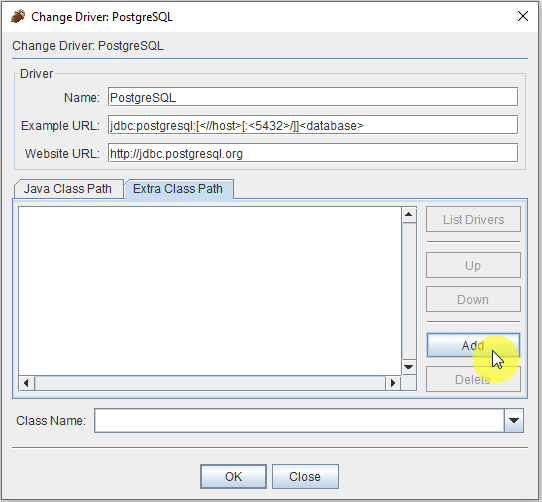 Change Driver: PostgreSQL
Change Driver: PostgreSQL
Driver
Name: PostgreSQL
Example URL: jdbc:postgresql:[<//host>[:<5432>/]]<database>
Website URL: http://jdbc.postgresql.org
Java Class Path Extra Class Path
List Drivers
Up
Down
Add
Delete
Class Name:
OK Close